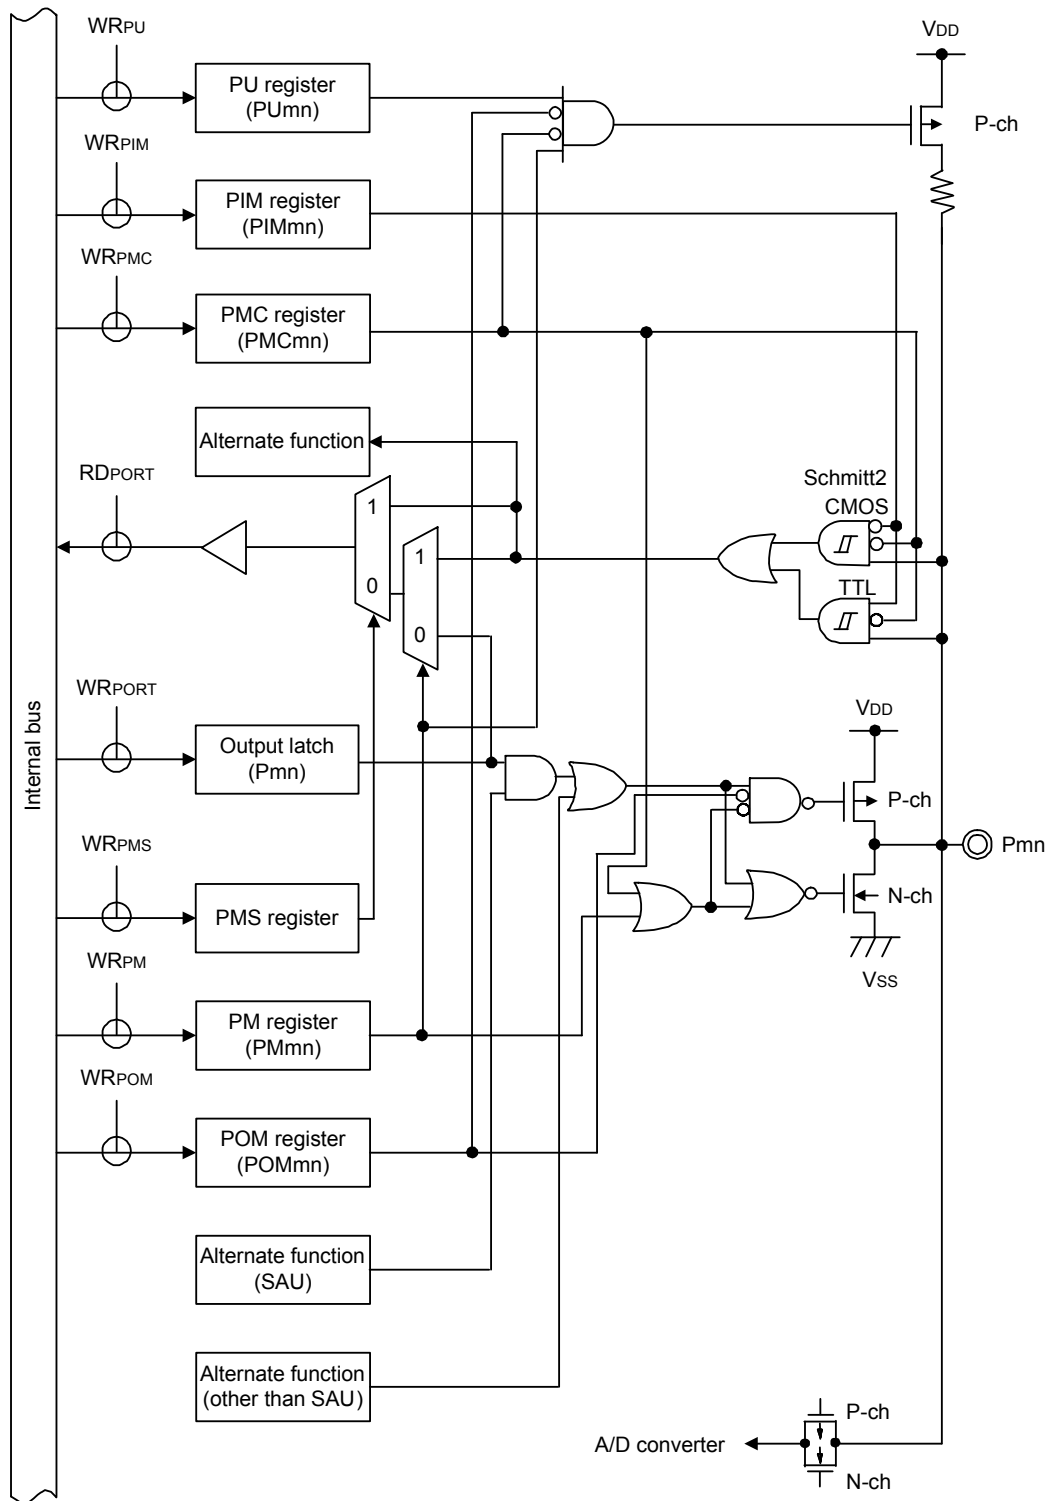 WRPU
VDD
PU register
(PUmn)
P-ch
WRPIM
PIM register
(PIMmn)
WRPMC
PMC register
(PMCmn)
Alternate function
RDPORT
Schmitt2
CMOS
1
1
TTL
0
0
WRPORT
VDD
Internal bus
Output latch
(Pmn)
P-ch
Pmn
WRPMS
N-ch
PMS register
WRPM
VSS
PM register
(PMmn)
WRPOM
POM register
(POMmn)
Alternate function
(SAU)
Alternate function
(other than SAU)
P-ch
A/D converter
N-ch